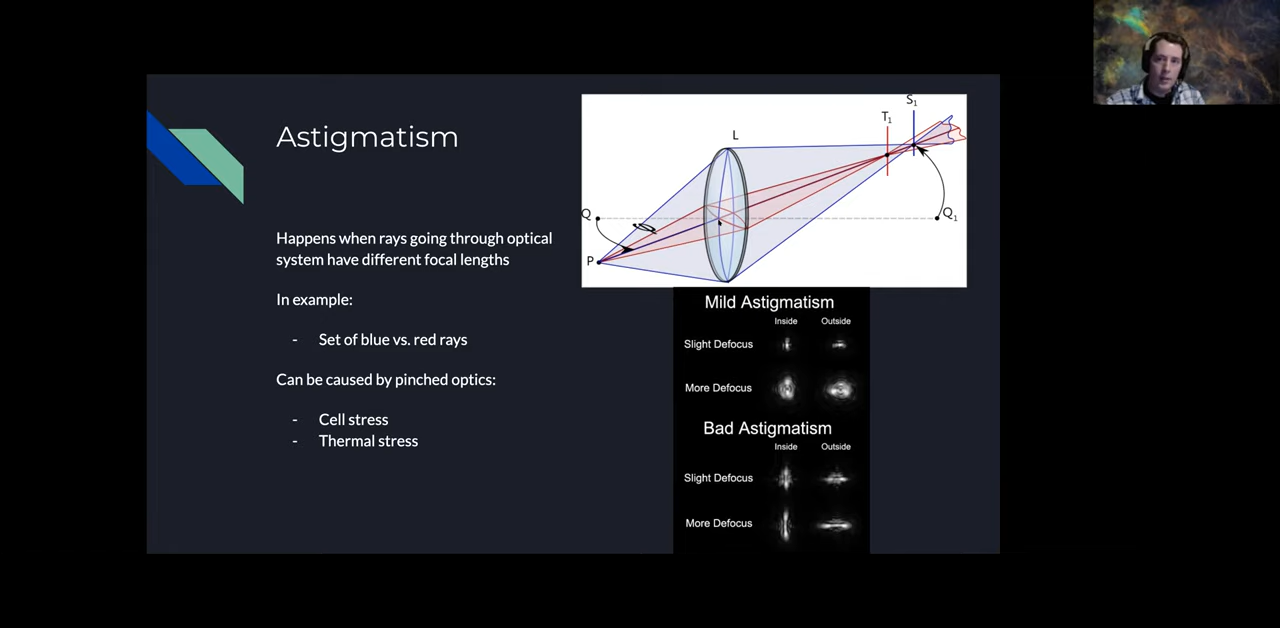 Astigmatism
Happens when rays going through optical
system have different focal lengths
In example:
- Set of blue vs. red rays
Can be caused by pinched optics:
- Cell stress
- Thermal stress
L
T₁
S₁
Q
Q₁
P
Mild Astigmatism
Inside Outside
Slight Defocus
More Defocus
Bad Astigmatism
Inside Outside
Slight Defocus
More Defocus